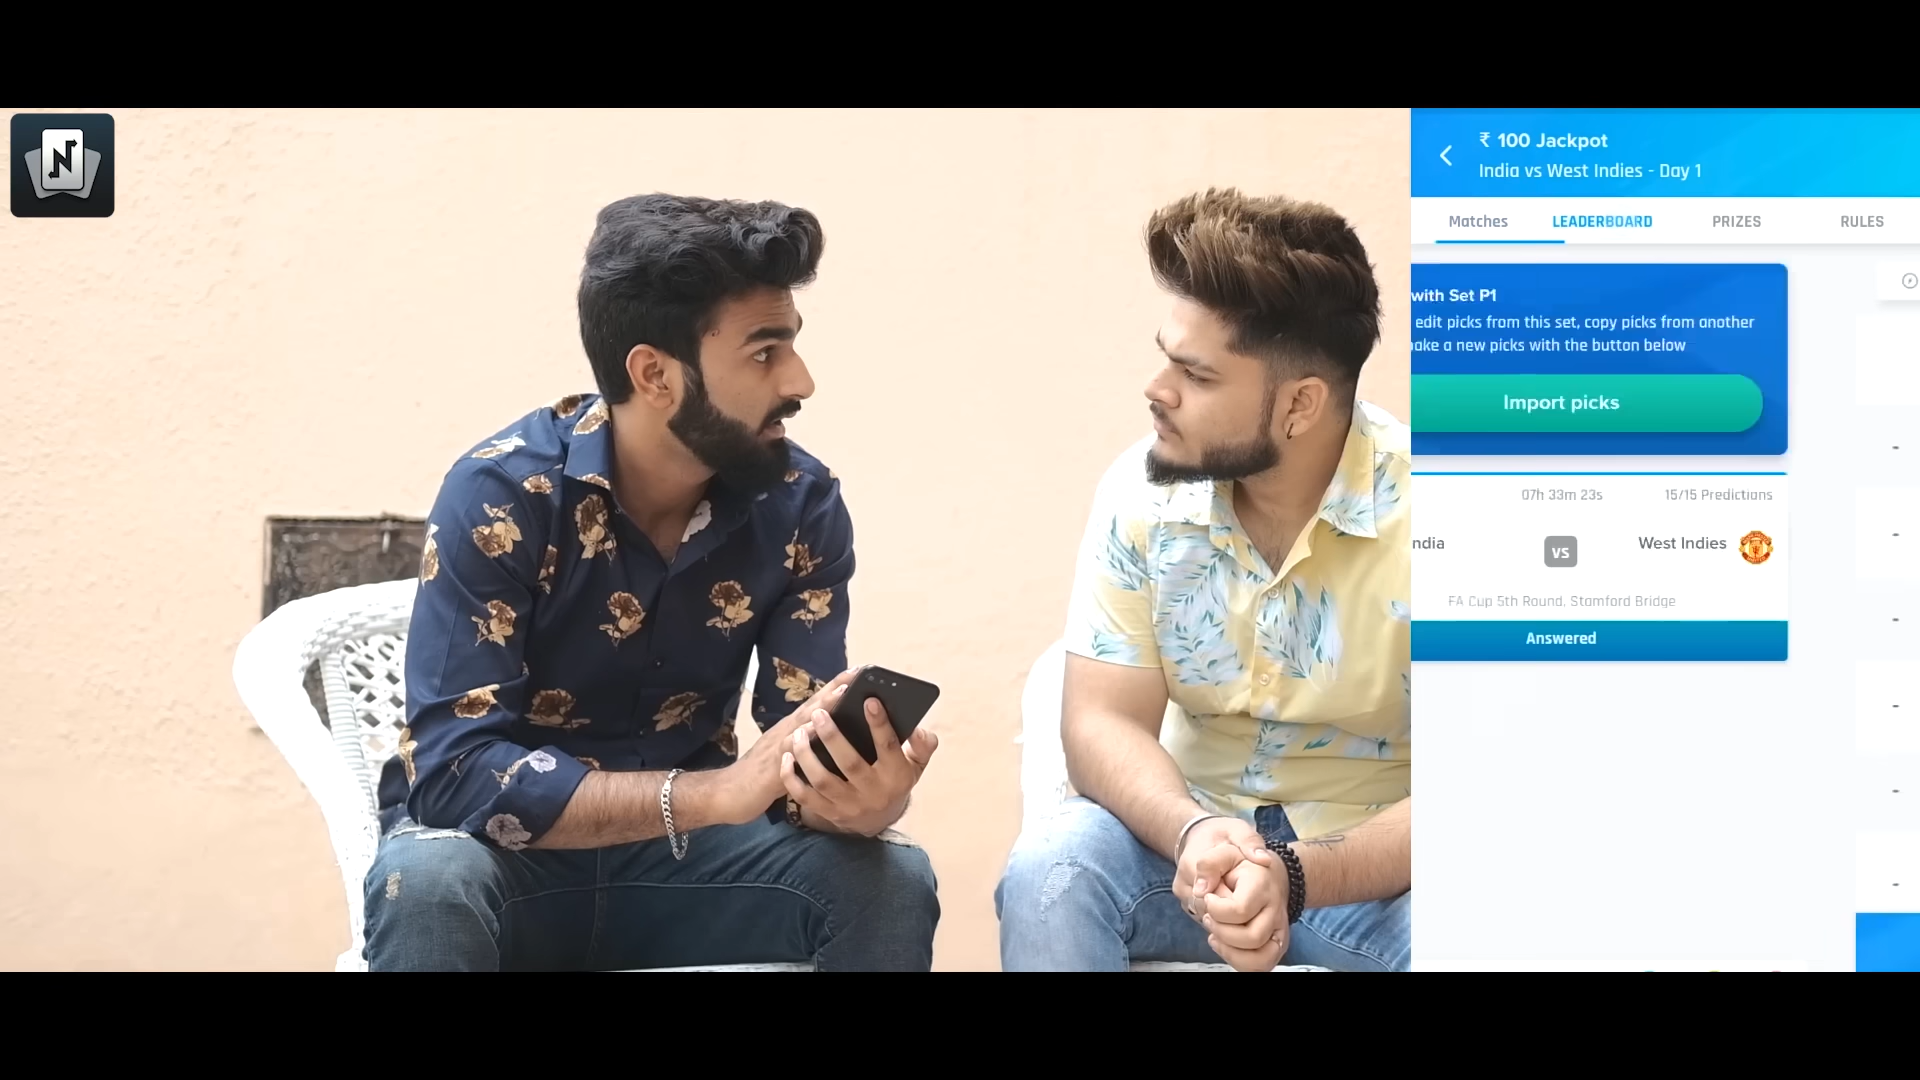 N
₹ 100 Jackpot
India vs West Indies - Day 1
Matches LEADERBOARD PRIZES RULES
with Set P1
edit picks from this set, copy picks from another
ake a new picks with the button below
Import picks
07h 33m 23s 15/15 Predictions
ndia VS West Indies
FA Cup 5th Round, Stamford Bridge
Answered